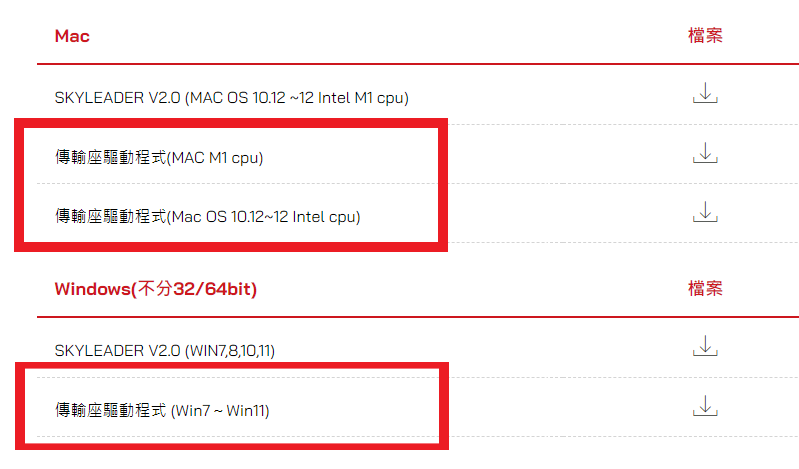 Mac 檔案
SKYLEADER V2.0 (MAC OS 10.12 ~12 Intel M1 cpu)
傳輸座驅動程式(MAC M1 cpu)
傳輸座驅動程式(Mac OS 10.12~12 Intel cpu)
Windows(不分32/64bit) 檔案
SKYLEADER V2.0 (WIN7,8,10,11)
傳輸座驅動程式 (Win7 ~ Win11)